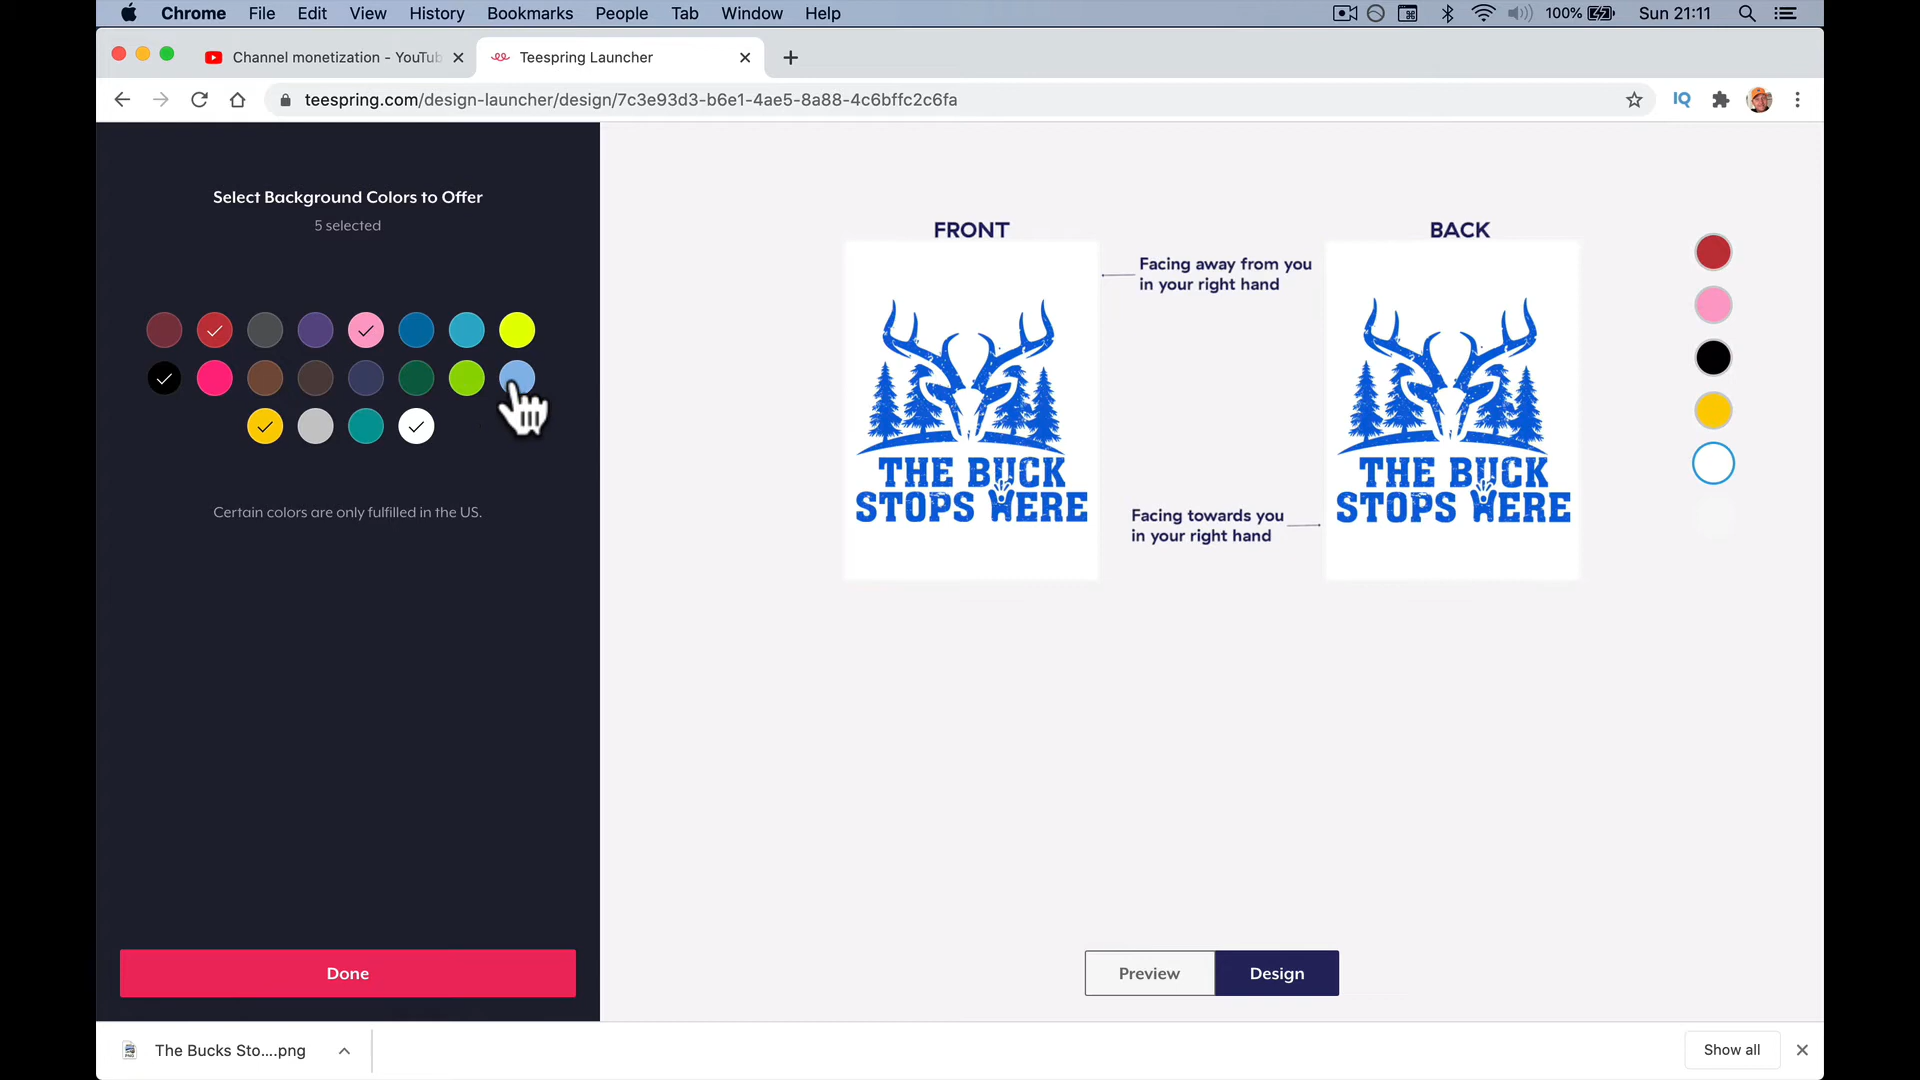 Chrome File Edit View History Bookmarks People Tab Window Help 100% Sun 21:11
Channel monetization - YouTub Teespring Launcher
teespring.com/design-launcher/design/7c3e93d3-b6e1-4ae5-8a88-4c6bffc2c6fa IQ
Select Background Colors to Offer
5 selected
Certain colors are only fulfilled in the US.
Done
FRONT
THE BUCK
STOPS HERE
Facing away from you
in your right hand
Facing towards you
in your right hand
BACK
THE BUCK
STOPS HERE
Preview Design
The Bucks Sto....png
Show all